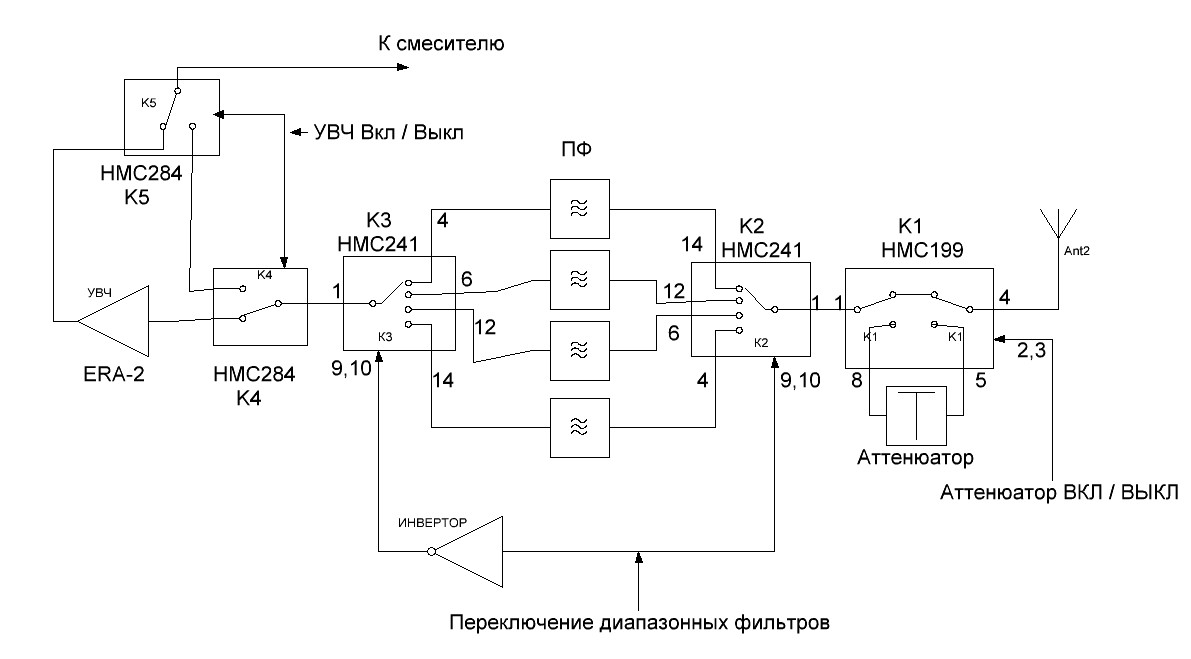 К смесителю
K5
УВЧ Вкл / Выкл
HMC284
K5
ПФ
K3
HMC241
4
14
K2
HMC241
K1
HMC199
Ant2
K4
6
12
1
1
1
4
УВЧ
12
6
K3
K2
K1
K1
2,3
ERA-2
HMC284
K4
9,10
14
4
9,10
8
5
Аттенюатор
Аттенюатор ВКЛ / ВЫКЛ
ИНВЕРТОР
Переключение диапазонных фильтров